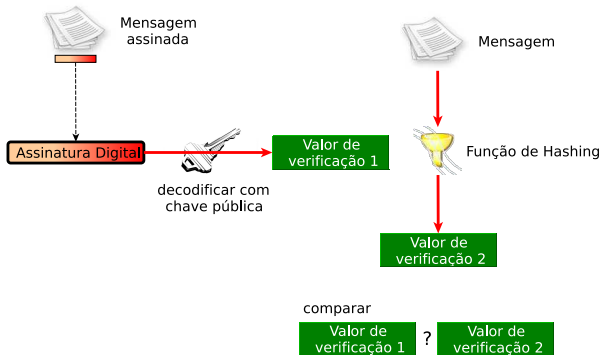 Mensagem
assinada
Mensagem
Assinatura Digital
Valor de
verificação 1
Função de Hashing
decodificar com
chave pública
Valor de
verificação 2
comparar
Valor de
verificação 1
?
Valor de
verificação 2